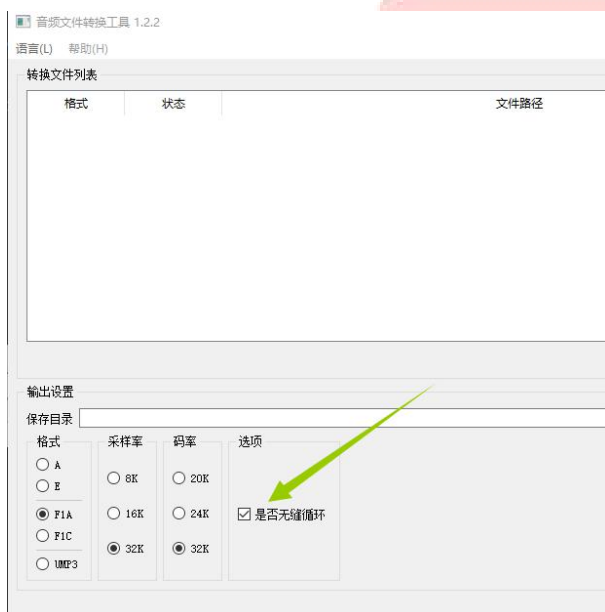 音频文件转换工具 1.2.2
语言(L) 帮助(H)
转换文件列表
格式 状态 文件路径
输出设置
保存目录
格式 采样率 码率 选项
A
E
8K 20K
F1A 16K 24K 是否无缝循环
F1C
32K 32K
UMP3